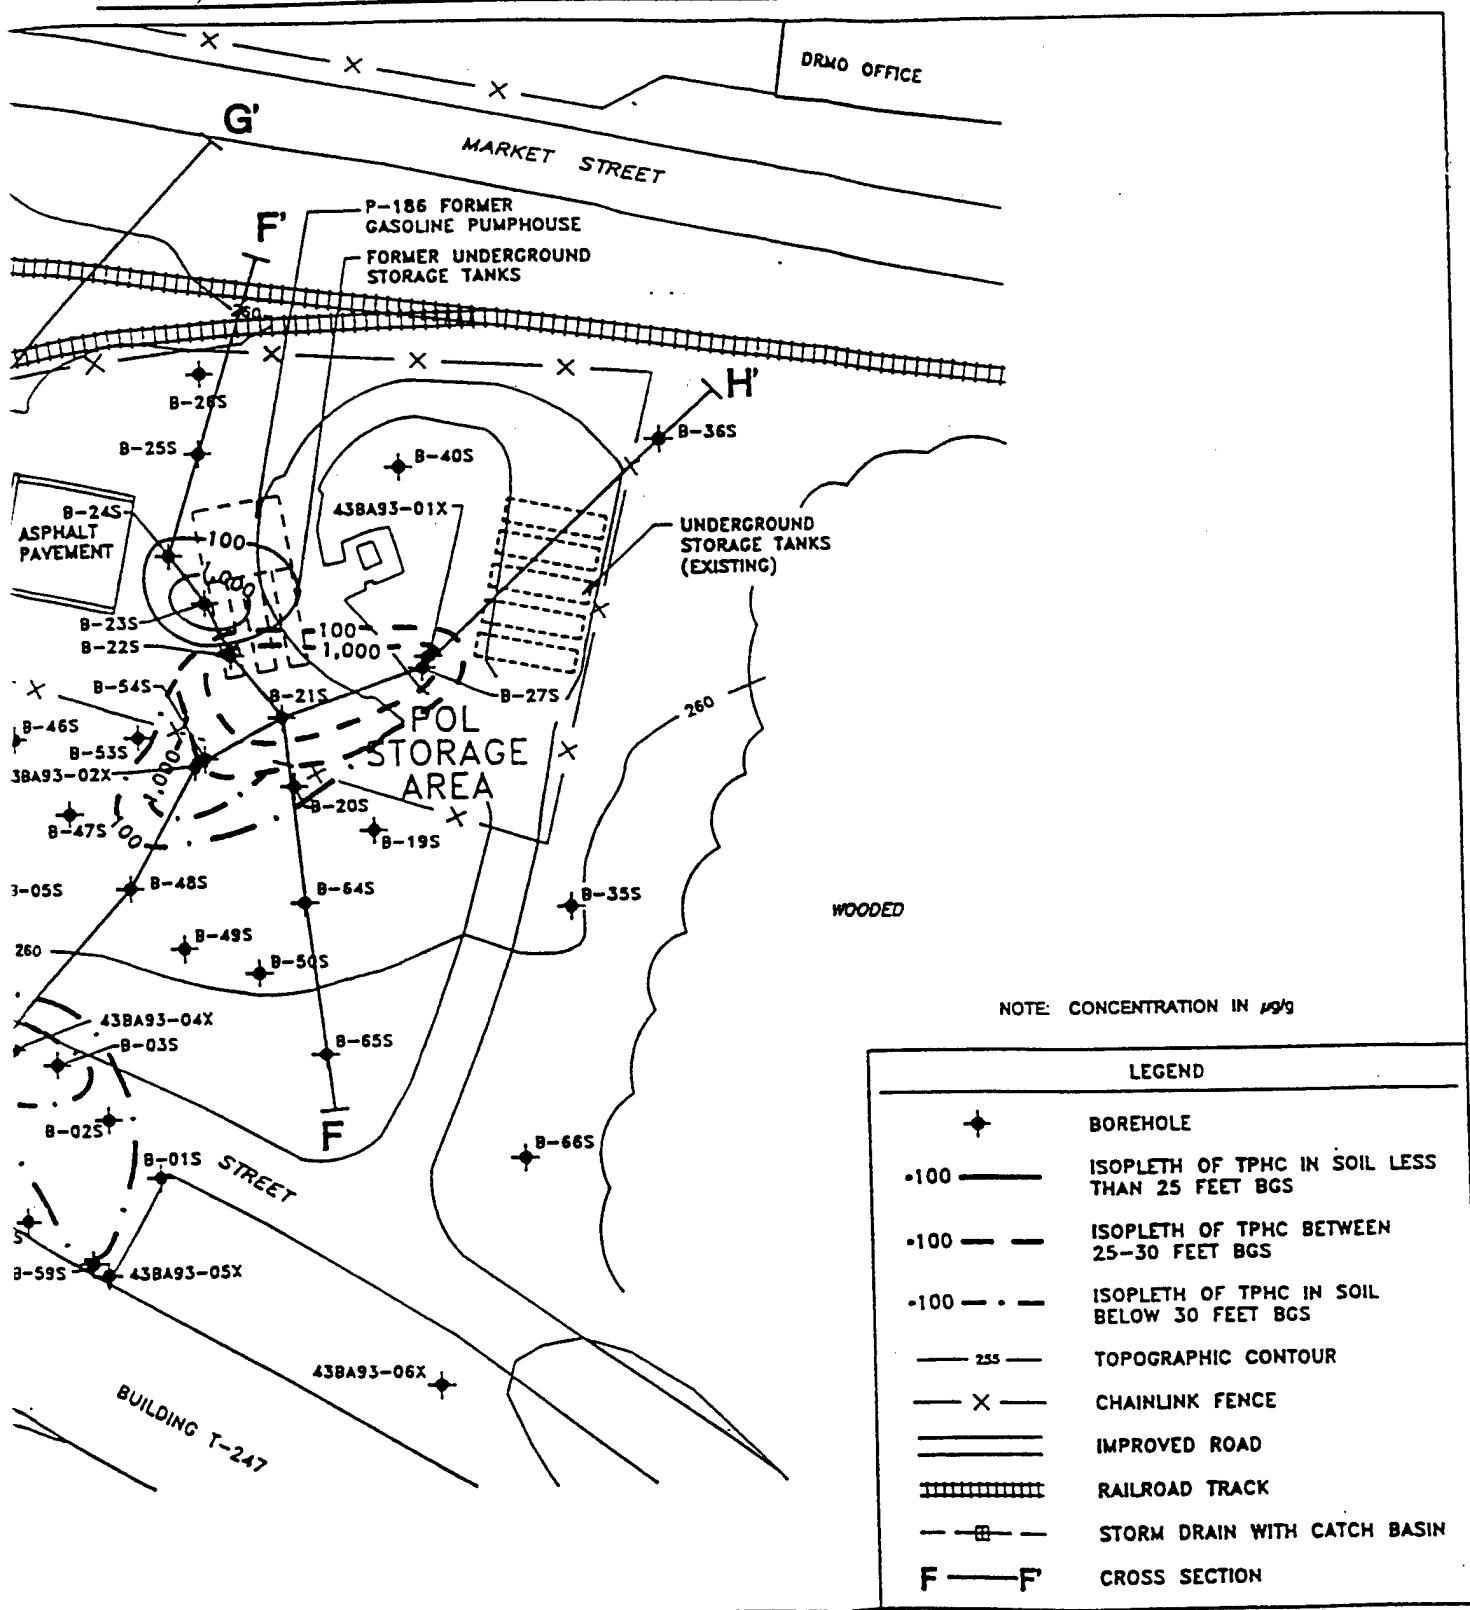 DRMO OFFICE
G'
MARKET STREET
P-186 FORMER
GASOLINE PUMPHOUSE
F'
FORMER UNDERGROUND
STORAGE TANKS
260
H'
B-26S
B-36S
B-25S
B-40S
43BA93-01X
B-24S
ASPHALT
PAVEMENT
UNDERGROUND
STORAGE TANKS
(EXISTING)
100
1,000
B-23S
100
B-22S
1,000
B-54S
B-27S
B-21S
260
B-46S
POL
STORAGE
AREA
B-53S
3BA93-02X
1,000
B-20S
B-47S
100
B-19S
B-48S
B-64S
B-35S
-05S
WOODED
B-49S
260
B-50S
NOTE: CONCENTRATION IN µg/g
43BA93-04X
B-03S
B-65S
B-02S
F
B-66S
B-01S
STREET
S
-59S
43BA93-05X
43BA93-06X
BUILDING T-247
LEGEND
BOREHOLE
•100
ISOPLETH OF TPHC IN SOIL LESS
THAN 25 FEET BGS
•100
ISOPLETH OF TPHC BETWEEN
25-30 FEET BGS
•100
ISOPLETH OF TPHC IN SOIL
BELOW 30 FEET BGS
255
TOPOGRAPHIC CONTOUR
CHAINLINK FENCE
IMPROVED ROAD
RAILROAD TRACK
STORM DRAIN WITH CATCH BASIN
F F'
CROSS SECTION